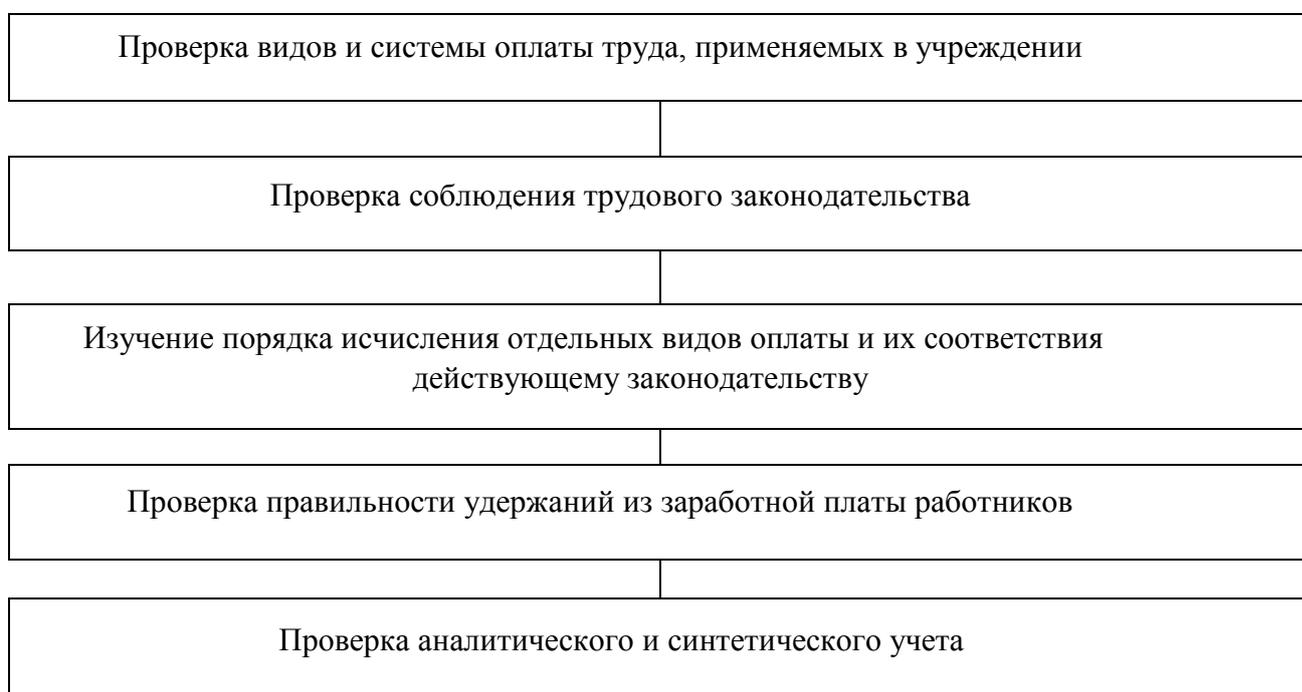 Проверка видов и системы оплаты труда, применяемых в учреждении
Проверка соблюдения трудового законодательства
Изучение порядка исчисления отдельных видов оплаты и их соответствия
действующему законодательству
Проверка правильности удержаний из заработной платы работников
Проверка аналитического и синтетического учета